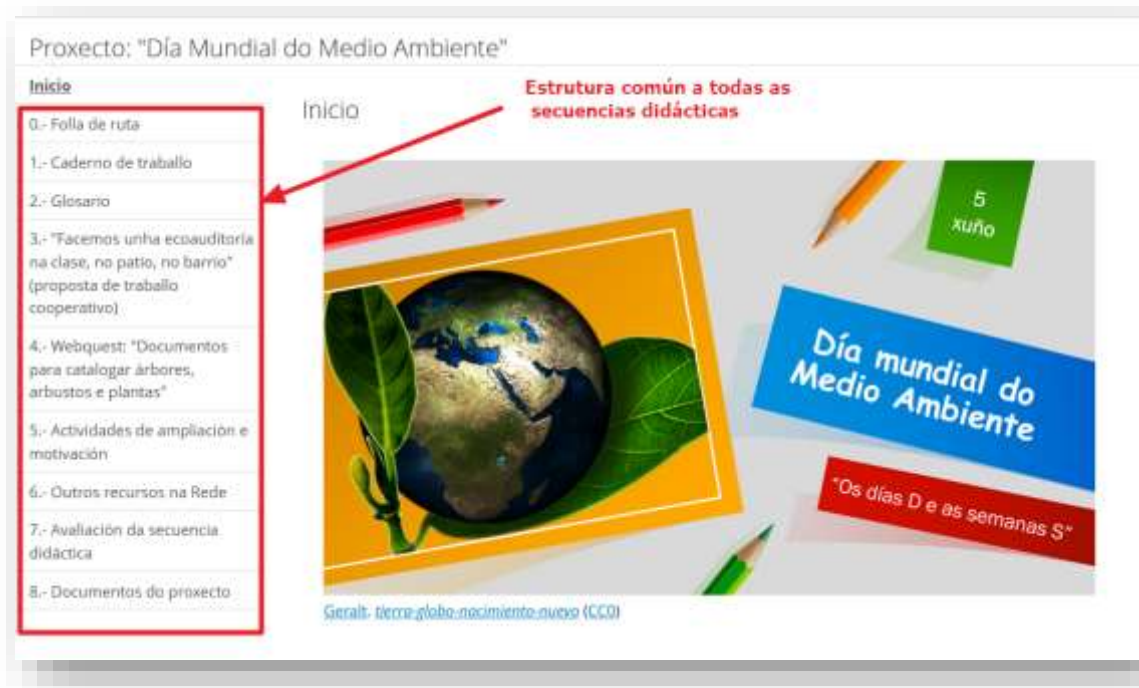 Proxecto: "Día Mundial do Medio Ambiente"
Inicio
0.- Folla de ruta
1.- Caderno de traballo
2.- Glosario
3.- "Facemos unha ecoauditoría
na clase, no patio, no barrio"
(proposta de traballo
cooperativo)
4.- Webquest: "Documentos
para catalogar árbores,
arbustos e plantas"
5.- Actividades de ampliación e
motivación
6.- Outros recursos na Rede
7.- Avaliación da secuencia
didáctica
8.- Documentos do proxecto
Estrutura común a todas as
secuencias didácticas
Inicio
5
xuño
Día mundial do
Medio Ambiente
"Os días D e as semanas S"
Geralt. tierra-globo-nacimiento-nuevo (CC0)